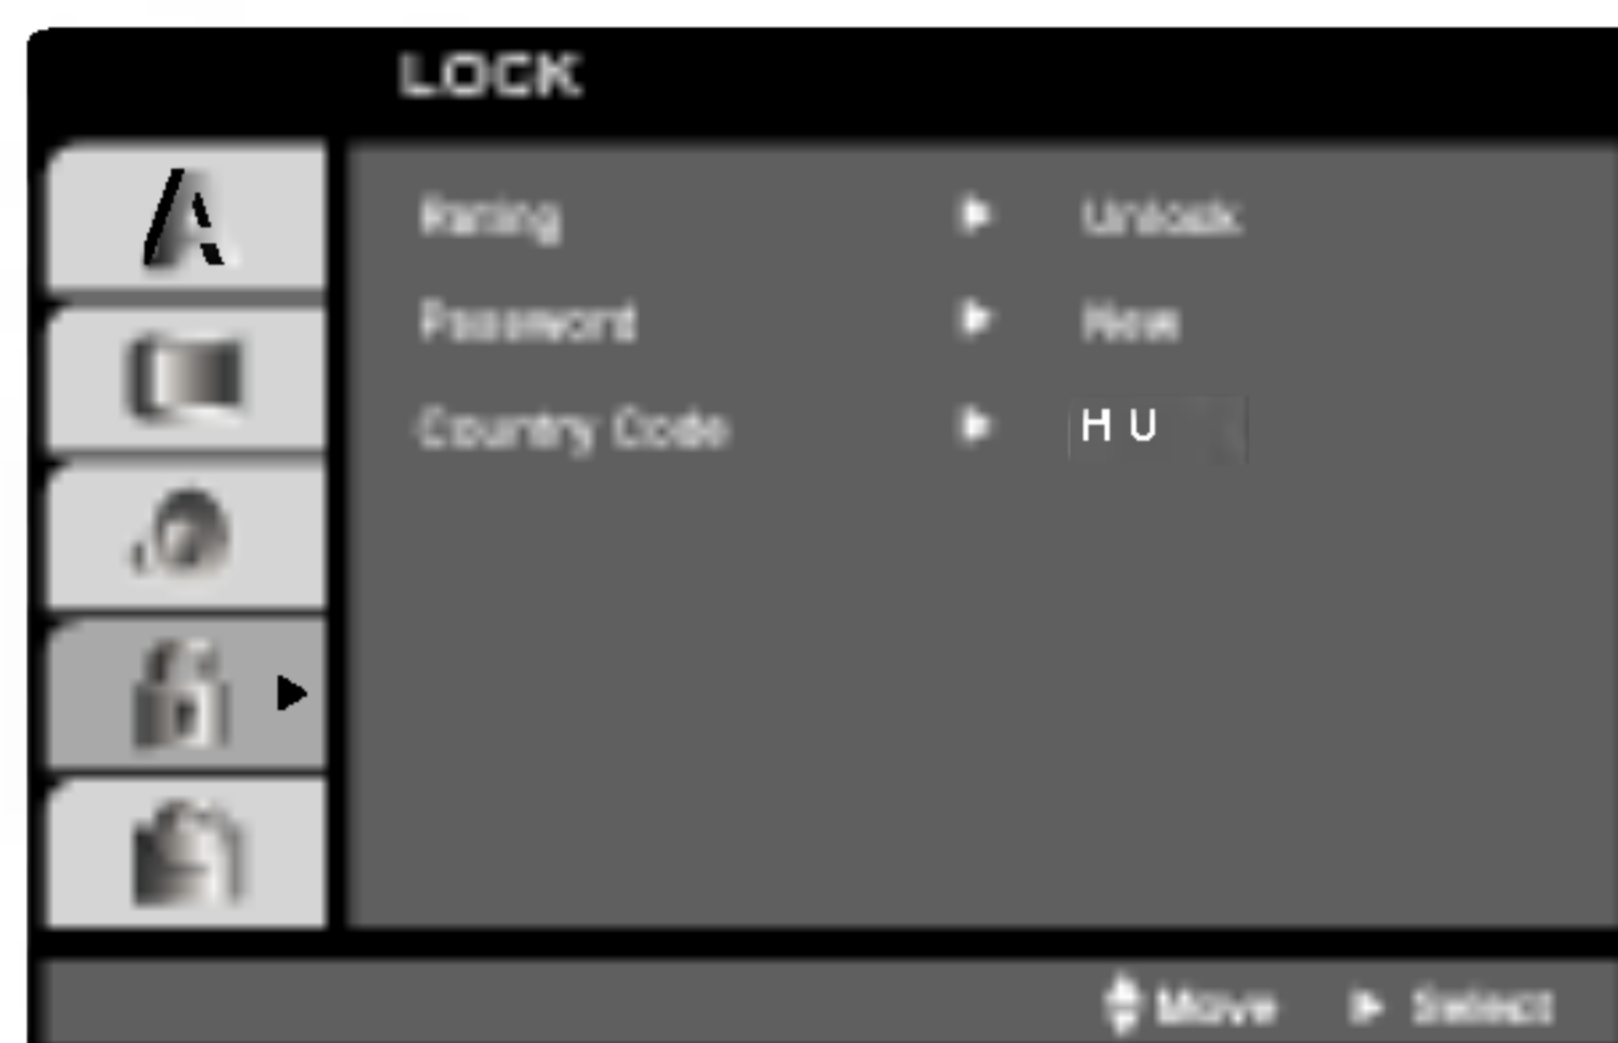 LOCK
Rating ► Unlock
Password ► New
Country Code ► H U
Move ► Select